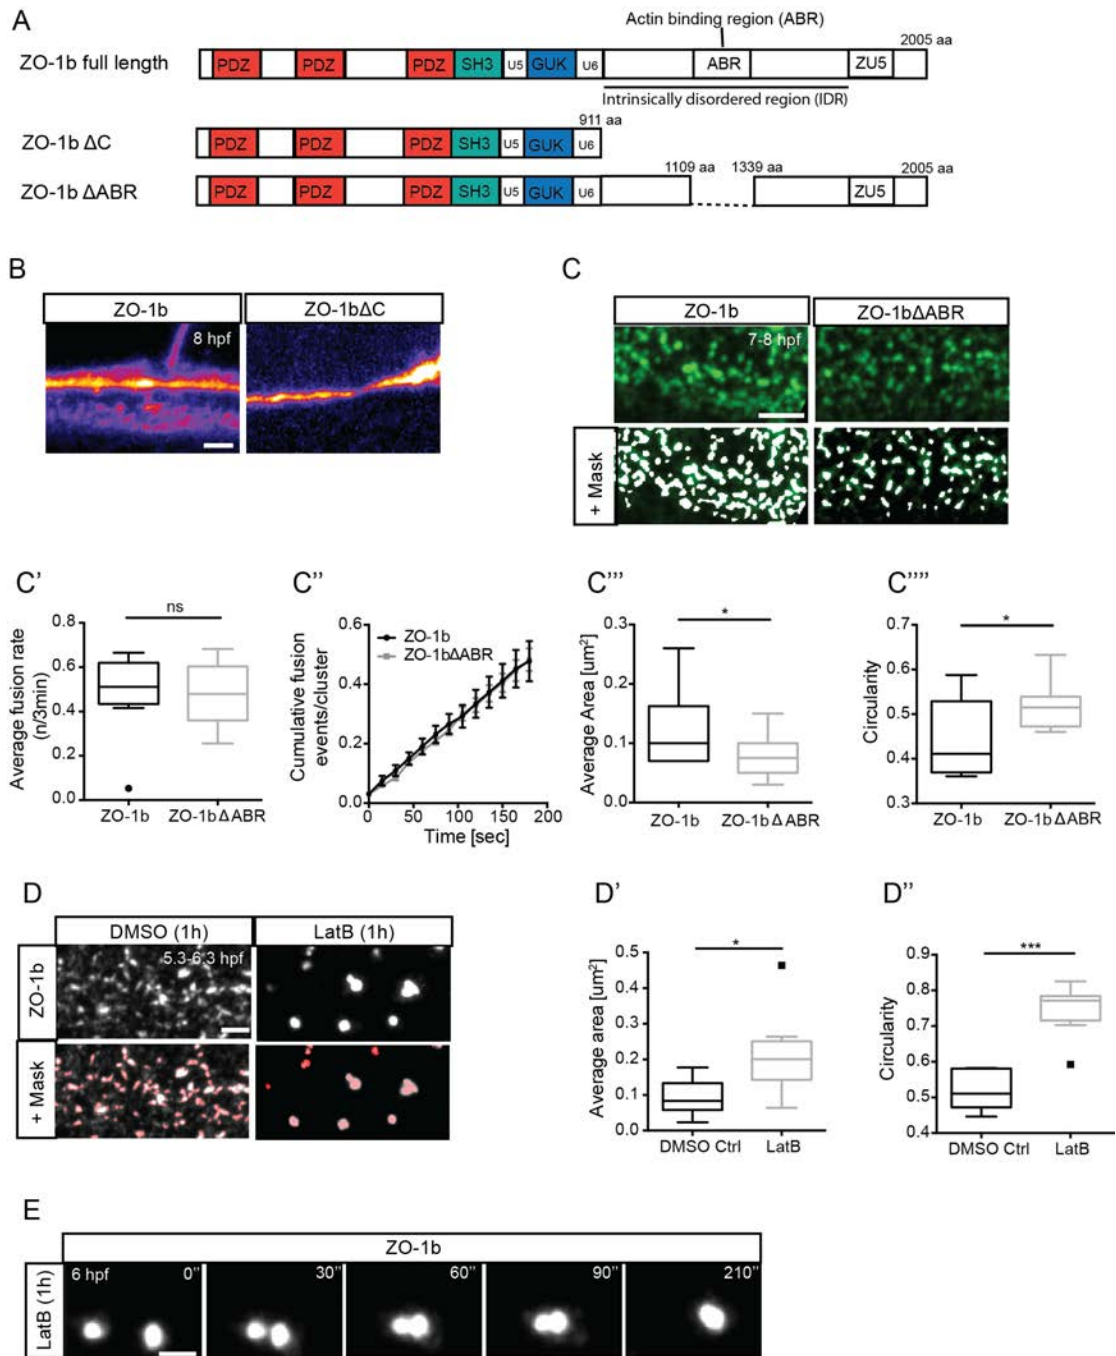 A
Actin binding region (ABR)
2005 aa
ZO-1b full length
PDZ PDZ PDZ SH3 U5 GUK U6 ABR ZU5
Intrinsically disordered region (IDR)
911 aa
ZO-1b ΔC
PDZ PDZ PDZ SH3 U5 GUK U6
1109 aa 1339 aa 2005 aa
ZO-1b ΔABR
PDZ PDZ PDZ SH3 U5 GUK U6 ZU5
B
ZO-1b ZO-1bΔC
8 hpf
C
ZO-1b ZO-1bΔABR
7-8 hpf
+ Mask
C'
ns
Average fusion rate
(n/3min)
0.8
0.6
0.4
0.2
0.0
ZO-1b ZO-1bΔABR
C''
Cumulative fusion
events/cluster
0.6
0.4
0.2
0.0
ZO-1b
ZO-1bΔABR
0 50 100 150 200
Time [sec]
C'''
*
Average Area [um²]
0.3
0.2
0.1
0.0
ZO-1b ZO-1bΔABR
C''''
*
Circularity
0.7
0.6
0.5
0.4
0.3
ZO-1b ZO-1bΔABR
D
DMSO (1h) LatB (1h)
ZO-1b
5.3-6.3 hpf
+ Mask
D'
*
Average area [um²]
0.5
0.4
0.3
0.2
0.1
0.0
DMSO Ctrl LatB
D''
***
Circularity
0.9
0.8
0.7
0.6
0.5
0.4
DMSO Ctrl LatB
E
ZO-1b
LatB (1h)
6 hpf 0'' 30'' 60'' 90'' 210''